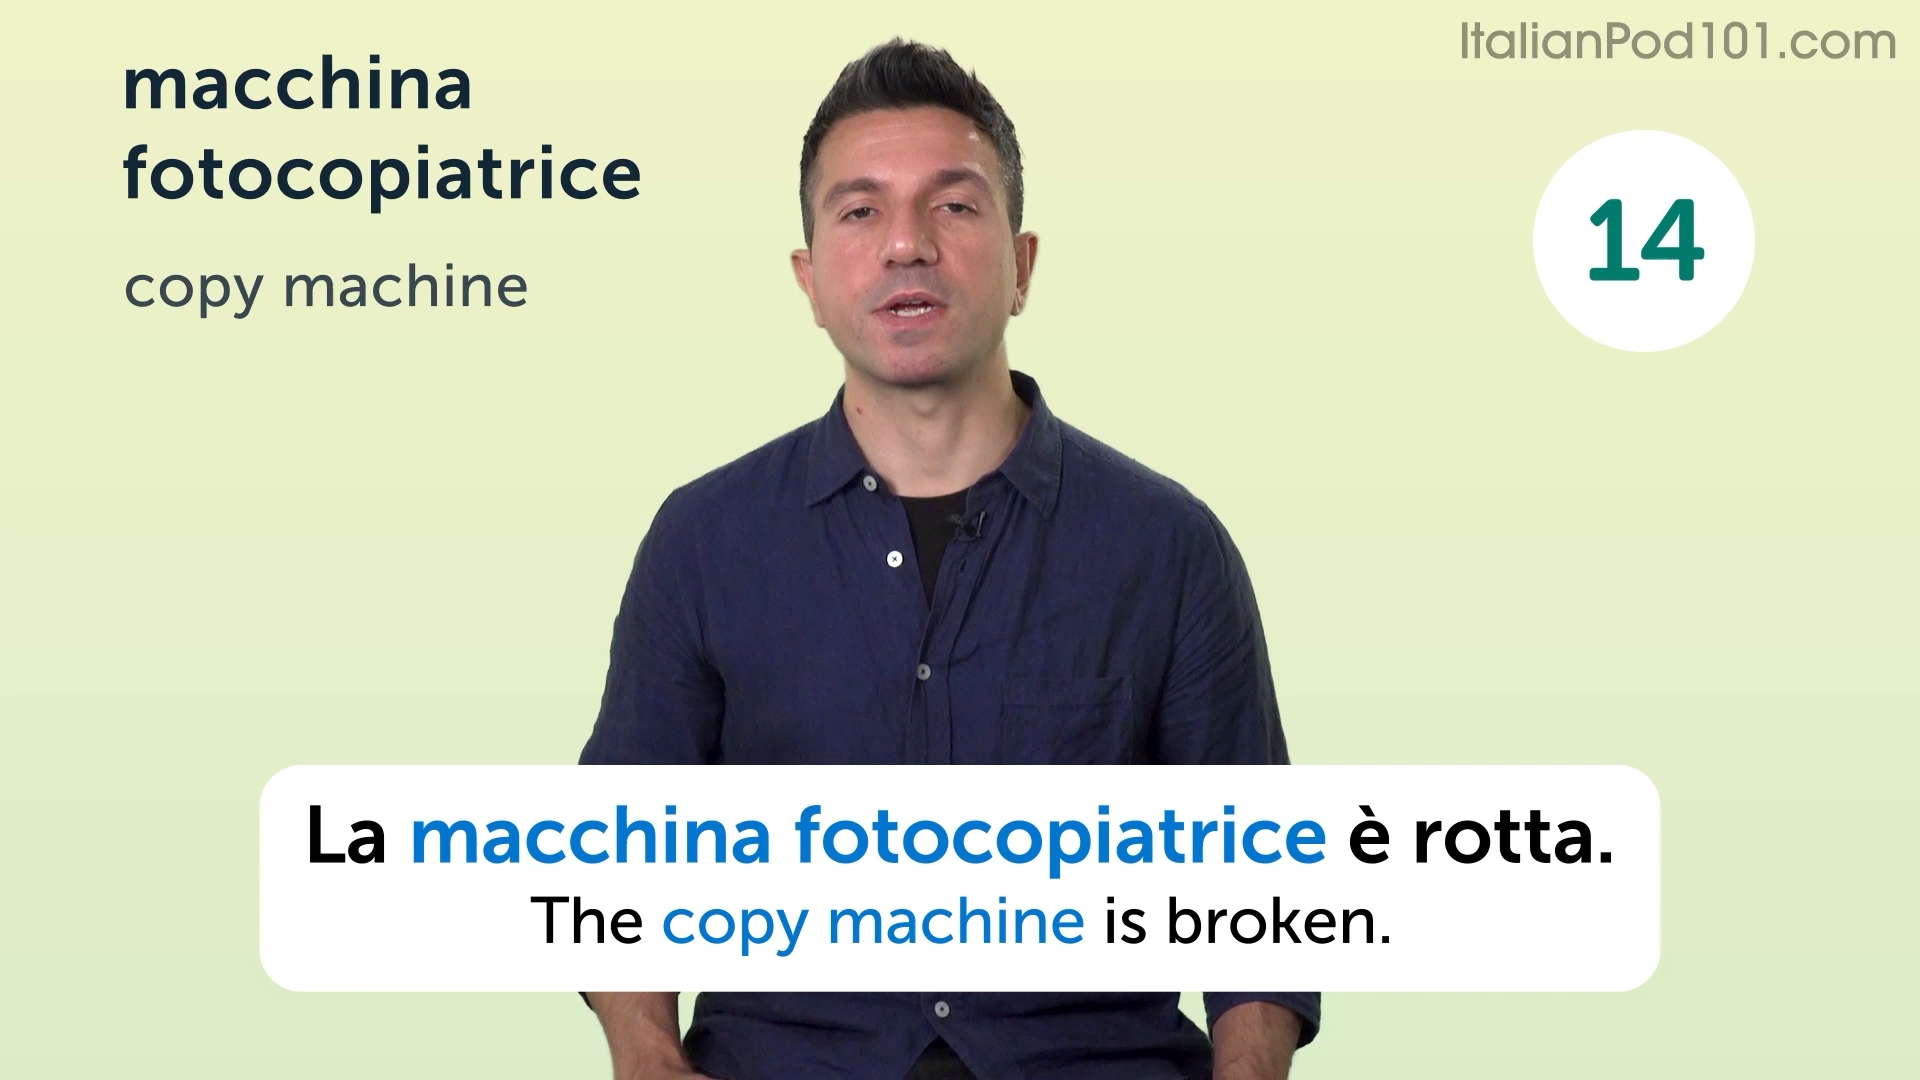 ItalianPod101.com
macchina
fotocopiatrice
copy machine
14
La macchina fotocopiatrice è rotta.
The copy machine is broken.